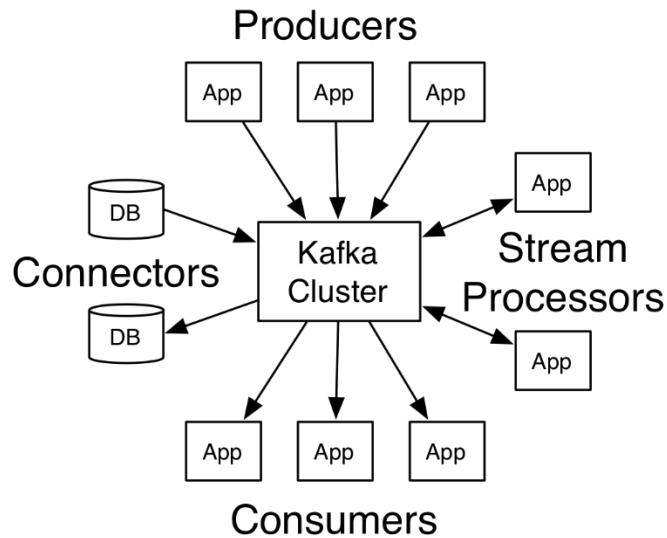 Producers
App
App
App
DB
App
Kafka
Cluster
Connectors
Stream
Processors
DB
App
App
App
App
Consumers